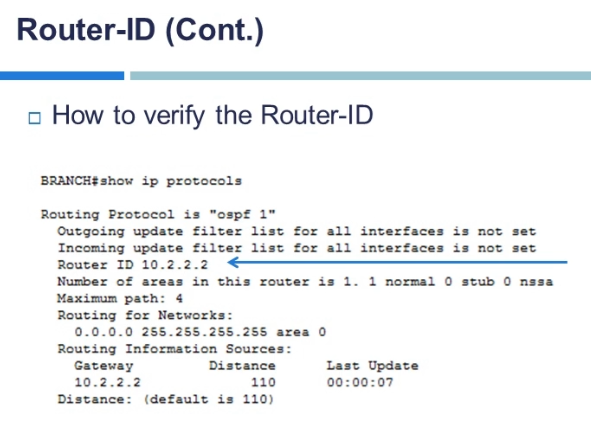 Router-ID (Cont.)
How to verify the Router-ID
BRANCH#show ip protocols
Routing Protocol is "ospf 1"
Outgoing update filter list for all interfaces is not set
Incoming update filter list for all interfaces is not set
Router ID 10.2.2.2
Number of areas in this router is 1. 1 normal 0 stub 0 nssa
Maximum path: 4
Routing for Networks:
0.0.0.0 255.255.255.255 area 0
Routing Information Sources:
Gateway Distance Last Update
10.2.2.2 110 00:00:07
Distance: (default is 110)